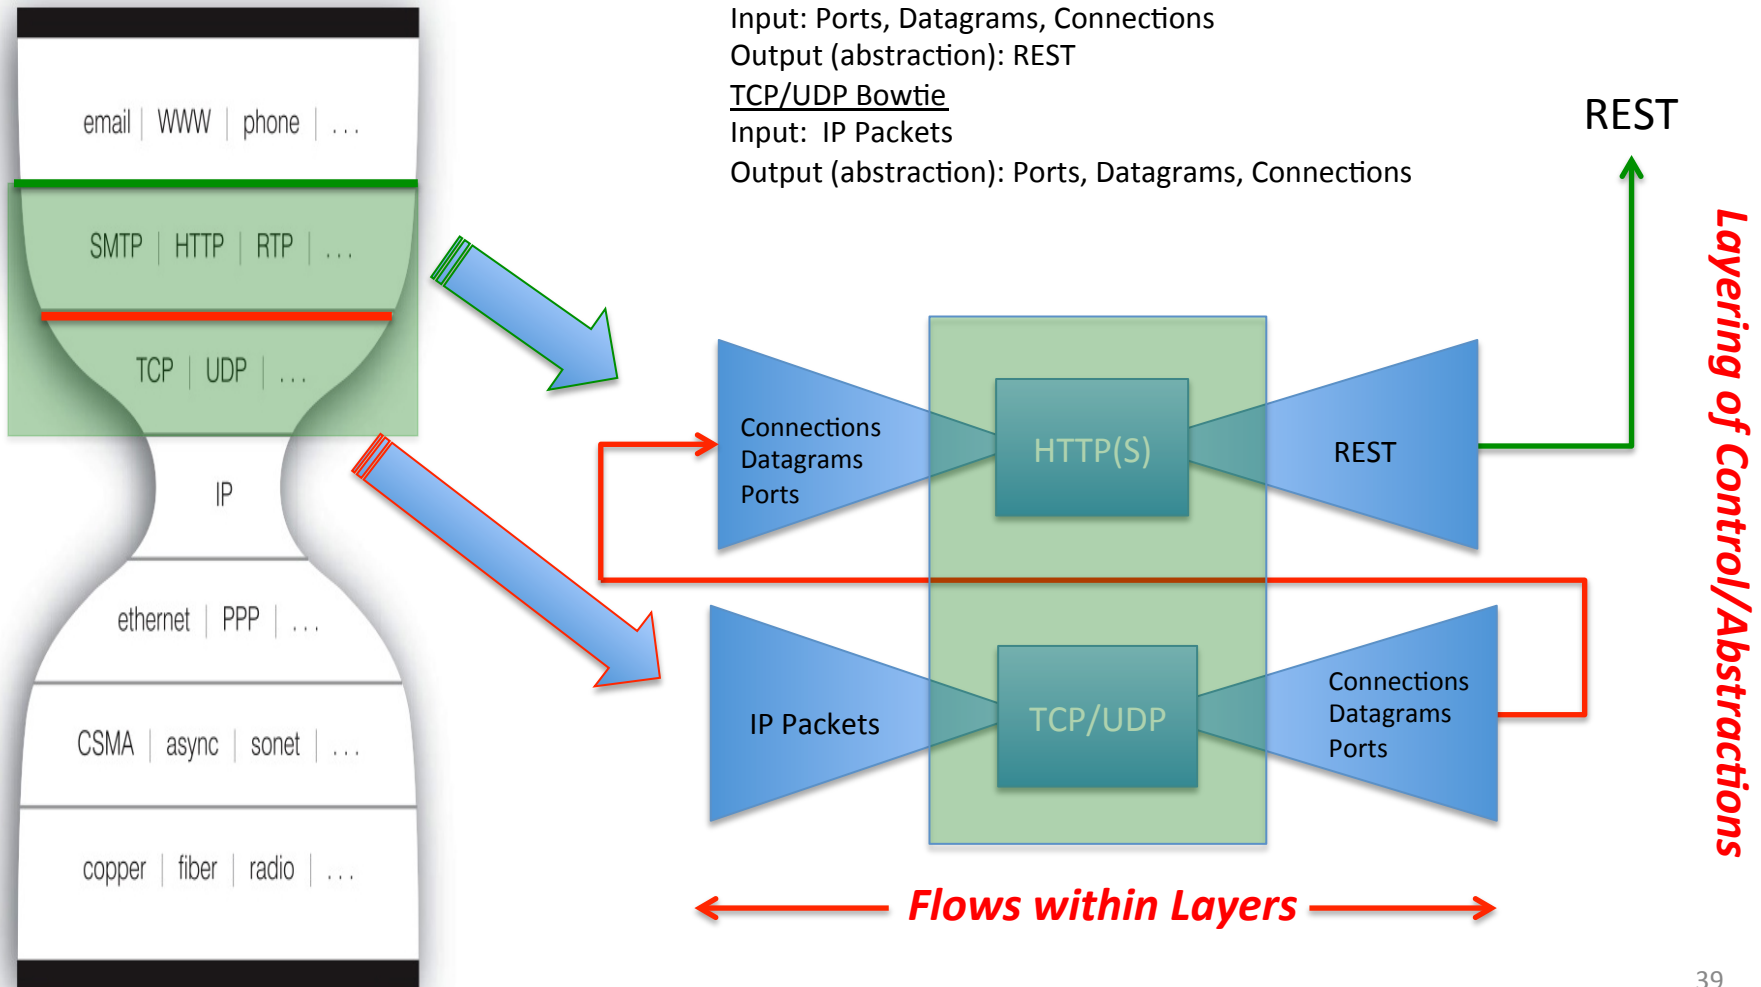 Input: Ports, Datagrams, Connections
Output (abstraction): REST
TCP/UDP Bowtie
Input: IP Packets
Output (abstraction): Ports, Datagrams, Connections
email | WWW | phone | . . .
SMTP | HTTP | RTP | . . .
TCP | UDP | . . .
IP
ethernet | PPP | . . .
CSMA | async | sonet | . . .
copper | fiber | radio | . . .
REST
Connections
Datagrams
Ports
HTTP(S)
REST
IP Packets
TCP/UDP
Connections
Datagrams
Ports
Flows within Layers
Layering of Control/Abstractions
39